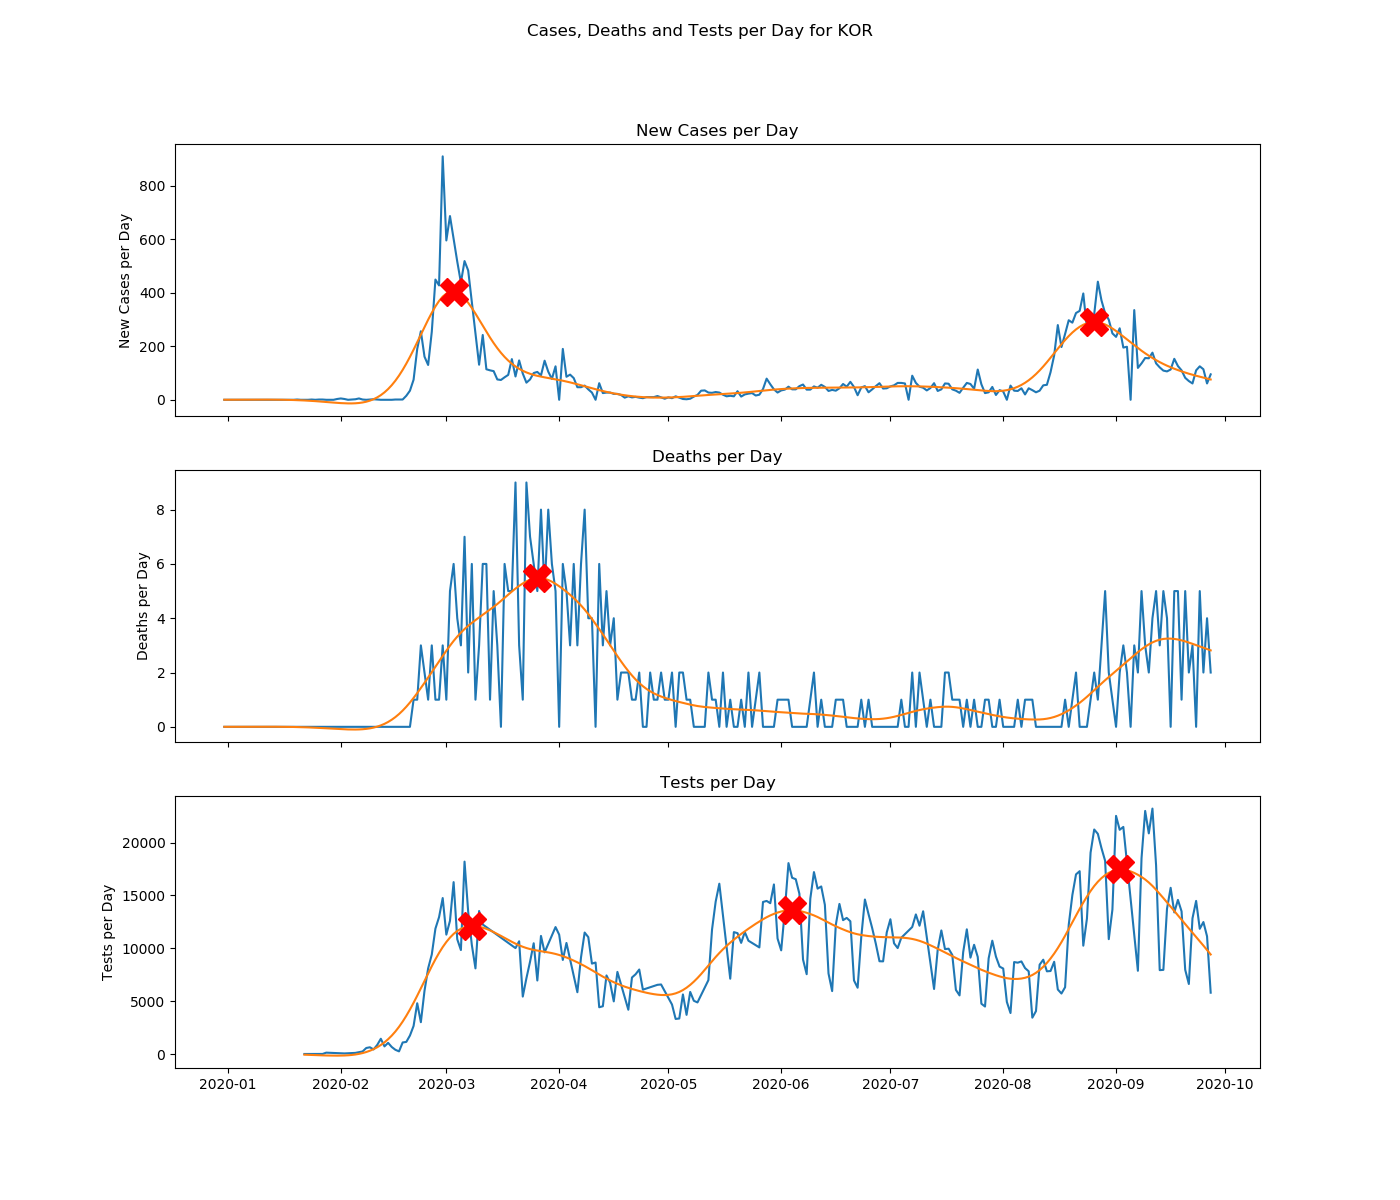 Cases, Deaths and Tests per Day for KOR
New Cases per Day
New Cases per Day
800
600
400
200
0
Deaths per Day
Deaths per Day
8
6
4
2
0
Tests per Day
Tests per Day
20000
15000
10000
5000
0
2020-01 2020-02 2020-03 2020-04 2020-05 2020-06 2020-07 2020-08 2020-09 2020-10